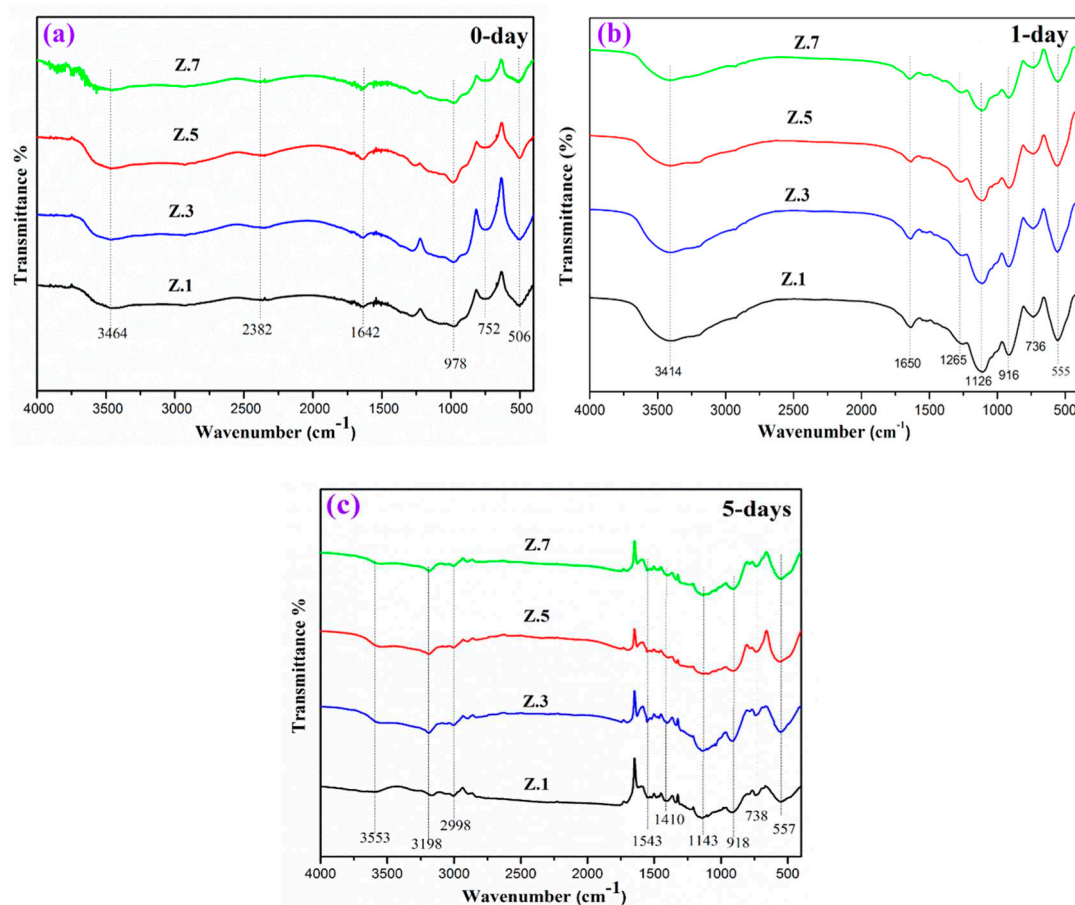 (a)
0-day
Z.7
Z.5
Z.3
Z.1
3464
2382
1642
978
752
506
Transmittance %
4000 3500 3000 2500 2000 1500 1000 500
Wavenumber (cm-1)
(b)
1-day
Z.7
Z.5
Z.3
Z.1
3414
1650
1265
1126
916
736
555
Transmittance (%)
4000 3500 3000 2500 2000 1500 1000 500
Wavenumber (cm-1)
(c)
5-days
Z.7
Z.5
Z.3
Z.1
3553
3198
2998
1543
1410
1143
918
738
557
Transmittance %
4000 3500 3000 2500 2000 1500 1000 500
Wavenumber (cm-1)